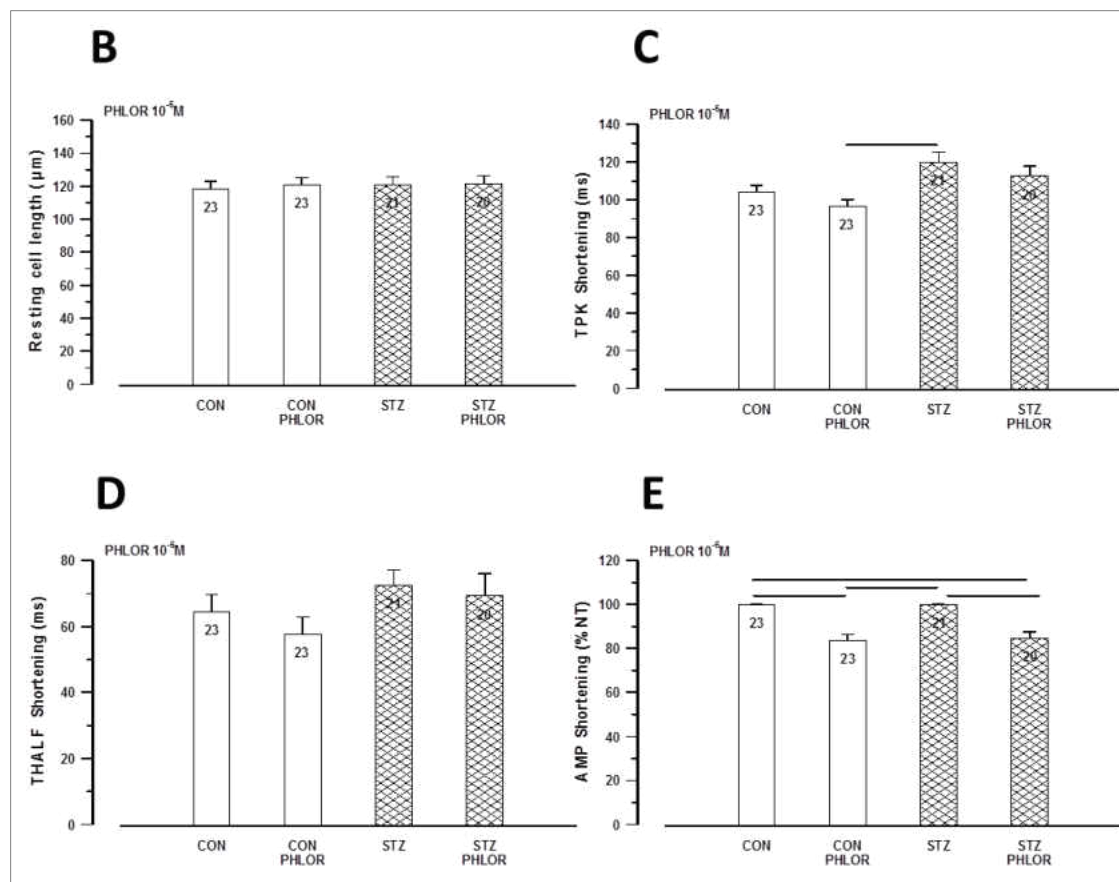 B
PHLOR 10⁻⁵M
Resting cell length (µm)
160
140
120
100
80
60
40
20
0
23
23
21
20
CON
CON PHLOR
STZ
STZ PHLOR
C
PHLOR 10⁻⁵M
TPK Shortening (ms)
140
120
100
80
60
40
20
0
23
23
21
20
CON
CON PHLOR
STZ
STZ PHLOR
D
PHLOR 10⁻⁵M
THALF Shortening (ms)
80
60
40
20
0
23
23
21
20
CON
CON PHLOR
STZ
STZ PHLOR
E
PHLOR 10⁻⁵M
AMP Shortening (% NT)
120
100
80
60
40
20
0
23
23
21
20
CON
CON PHLOR
STZ
STZ PHLOR